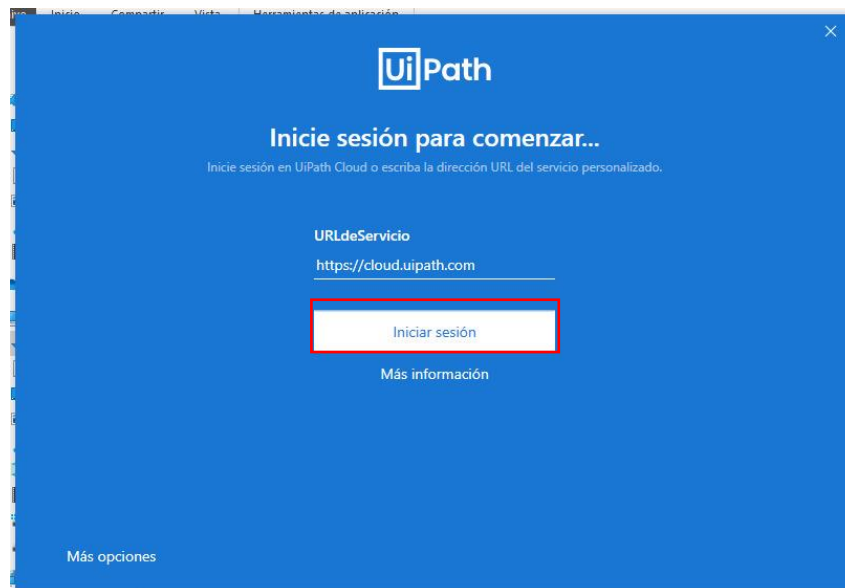 Inicio Compartir Vista Herramientas de aplicación
UiPath
Inicie sesión para comenzar...
Inicie sesión en UiPath Cloud o escriba la dirección URL del servicio personalizado.
URLdeServicio
https://cloud.uipath.com
Iniciar sesión
Más información
Más opciones